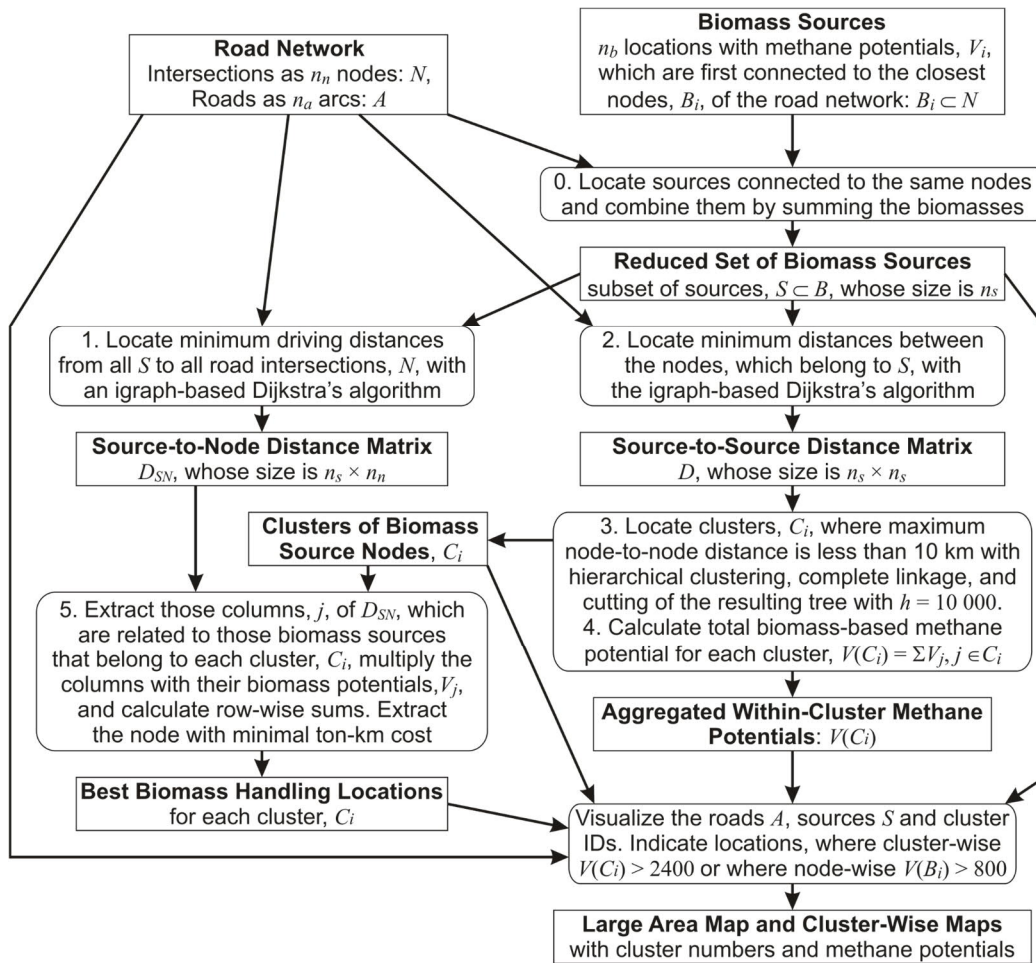 Road Network
Intersections as nn nodes: N,
Roads as na arcs: A
Biomass Sources
nb locations with methane potentials, Vi,
which are first connected to the closest
nodes, Bi, of the road network: Bi ⊂ N
0. Locate sources connected to the same nodes
and combine them by summing the biomasses
Reduced Set of Biomass Sources
subset of sources, S ⊂ B, whose size is ns
1. Locate minimum driving distances
from all S to all road intersections, N, with
an igraph-based Dijkstra's algorithm
2. Locate minimum distances between
the nodes, which belong to S, with
the igraph-based Dijkstra's algorithm
Source-to-Node Distance Matrix
DSN, whose size is ns × nn
Source-to-Source Distance Matrix
D, whose size is ns × ns
Clusters of Biomass
Source Nodes, Ci
3. Locate clusters, Ci, where maximum
node-to-node distance is less than 10 km with
hierarchical clustering, complete linkage, and
cutting of the resulting tree with h = 10 000.
4. Calculate total biomass-based methane
potential for each cluster, V(Ci) = ΣVj, j ∈ Ci
5. Extract those columns, j, of DSN, which
are related to those biomass sources
that belong to each cluster, Ci, multiply the
columns with their biomass potentials,Vj,
and calculate row-wise sums. Extract
the node with minimal ton-km cost
Aggregated Within-Cluster Methane
Potentials: V(Ci)
Best Biomass Handling Locations
for each cluster, Ci
Visualize the roads A, sources S and cluster
IDs. Indicate locations, where cluster-wise
V(Ci) > 2400 or where node-wise V(Bi) > 800
Large Area Map and Cluster-Wise Maps
with cluster numbers and methane potentials